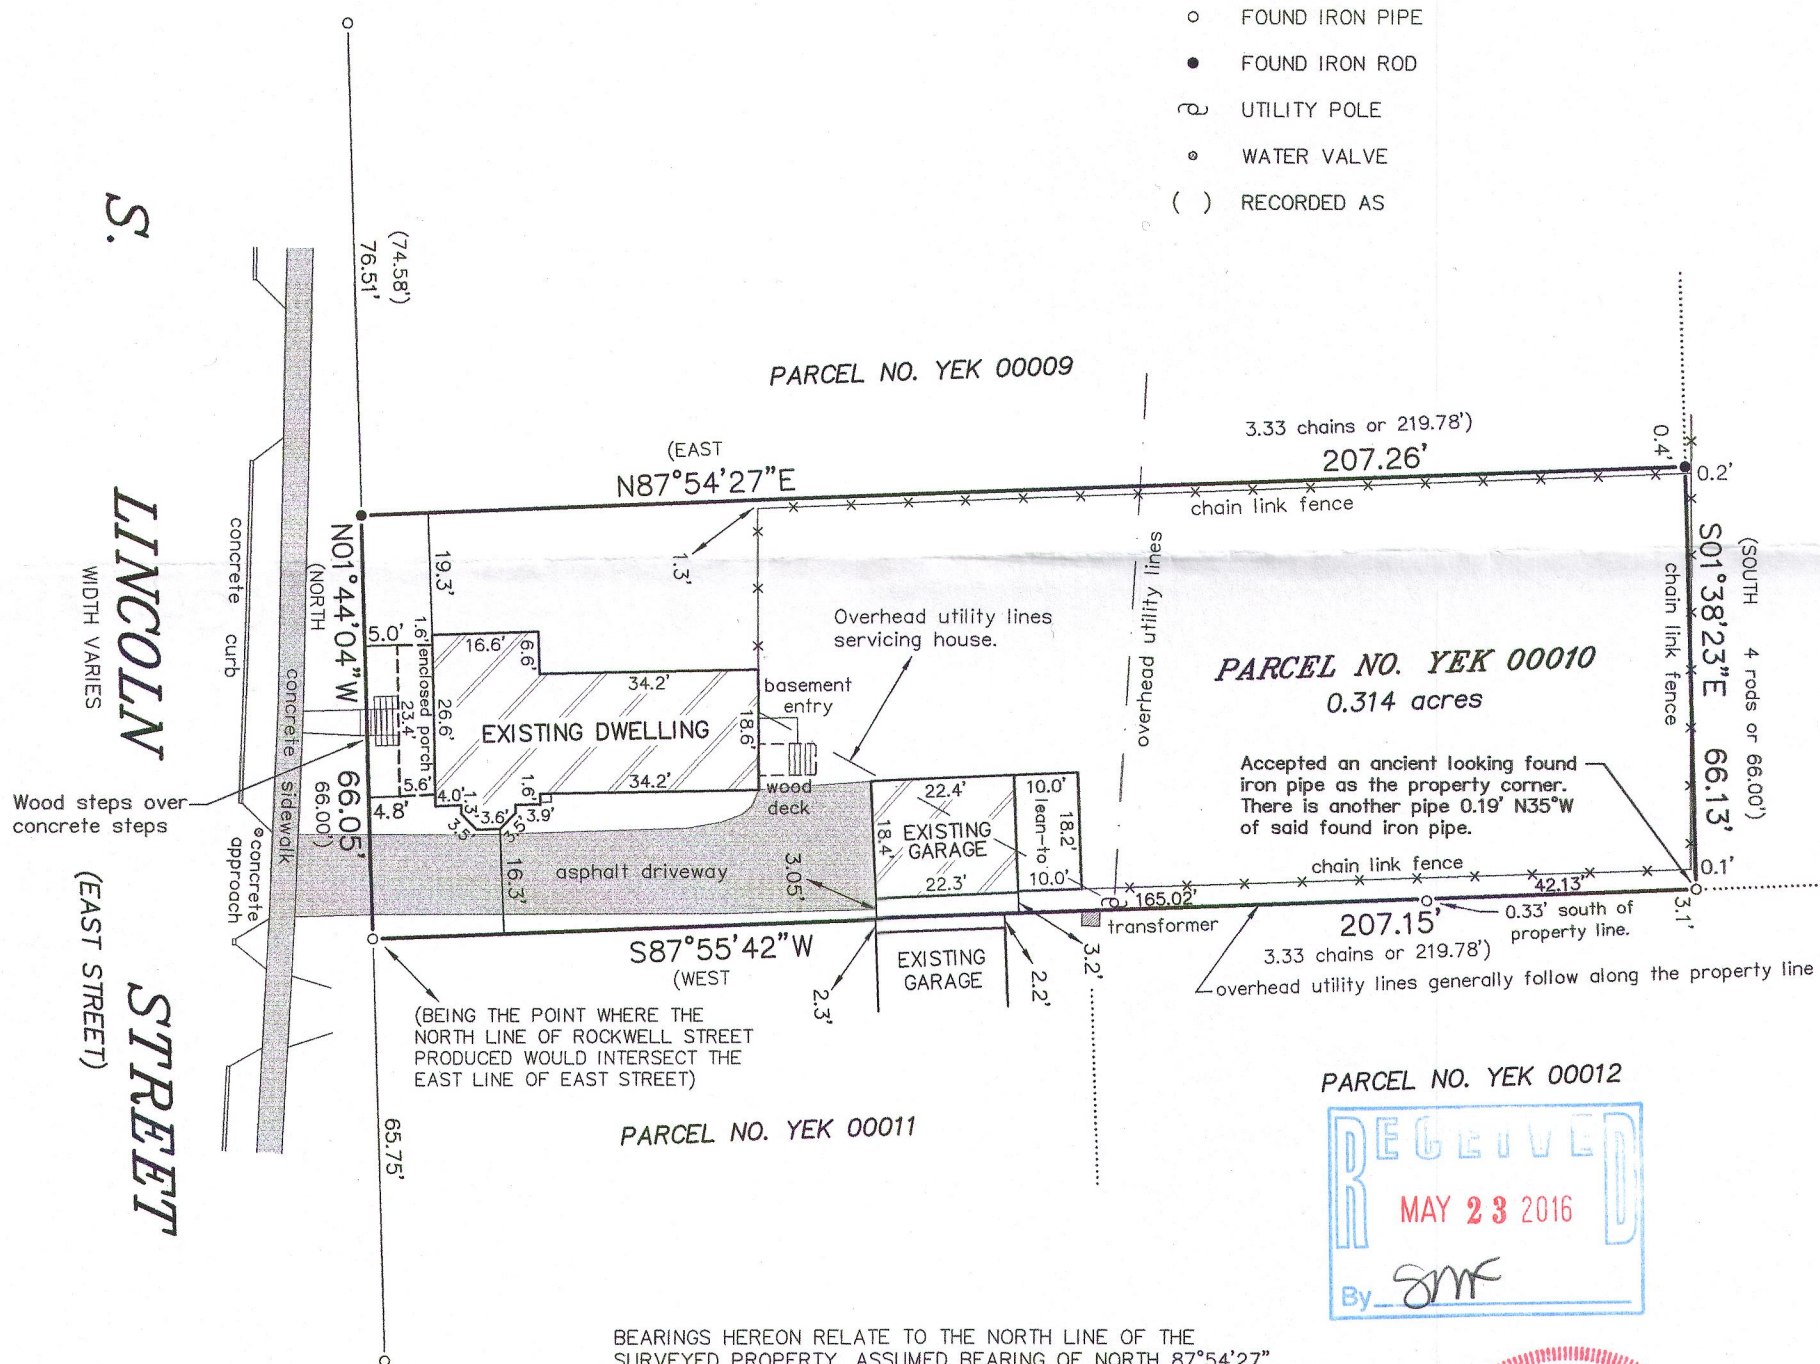 FOUND IRON PIPE
FOUND IRON ROD
UTILITY POLE
WATER VALVE
( ) RECORDED AS
S. LINCOLN STREET
WIDTH VARIES
(EAST STREET)
(74.58')
76.51'
concrete curb
concrete sidewalk
concrete
approach
Wood steps over
concrete steps
PARCEL NO. YEK 00009
(EAST
N87°54'27"E
3.33 chains or 219.78')
207.26'
0.4'
0.2'
chain link fence
N01°44'04"W 66.05'
(NORTH 66.00')
19.3'
1.3'
5.0'
1.6'
enclosed porch
23.4'
5.6'
4.8'
26.6'
16.6'
6.6'
34.2'
EXISTING DWELLING
18.6'
34.2'
4.0'
1.3'
3.5'
3.6'
3.5'
3.9'
1.6'
basement
entry
wood
deck
Overhead utility lines
servicing house.
overhead utility lines
PARCEL NO. YEK 00010
0.314 acres
(SOUTH 4 rods or 66.00')
S01°38'23"E 66.13'
chain link fence
Accepted an ancient looking found
iron pipe as the property corner.
There is another pipe 0.19' N35°W
of said found iron pipe.
16.3'
asphalt driveway
3.05'
22.4'
EXISTING
GARAGE
18.4'
22.3'
10.0'
lean-to
18.2'
10.0'
chain link fence
0.1'
3.1'
165.02'
42.13'
transformer
S87°55'42"W
(WEST
207.15'
3.33 chains or 219.78')
0.33' south of
property line.
overhead utility lines generally follow along the property line
EXISTING
GARAGE
2.3'
2.2'
3.2'
(BEING THE POINT WHERE THE
NORTH LINE OF ROCKWELL STREET
PRODUCED WOULD INTERSECT THE
EAST LINE OF EAST STREET)
65.75'
PARCEL NO. YEK 00011
PARCEL NO. YEK 00012
RECEIVED
MAY 23 2016
By SMF
BEARINGS HEREON RELATE TO THE NORTH LINE OF THE
SURVEYED PROPERTY, ASSUMED BEARING OF NORTH 87°54'27"